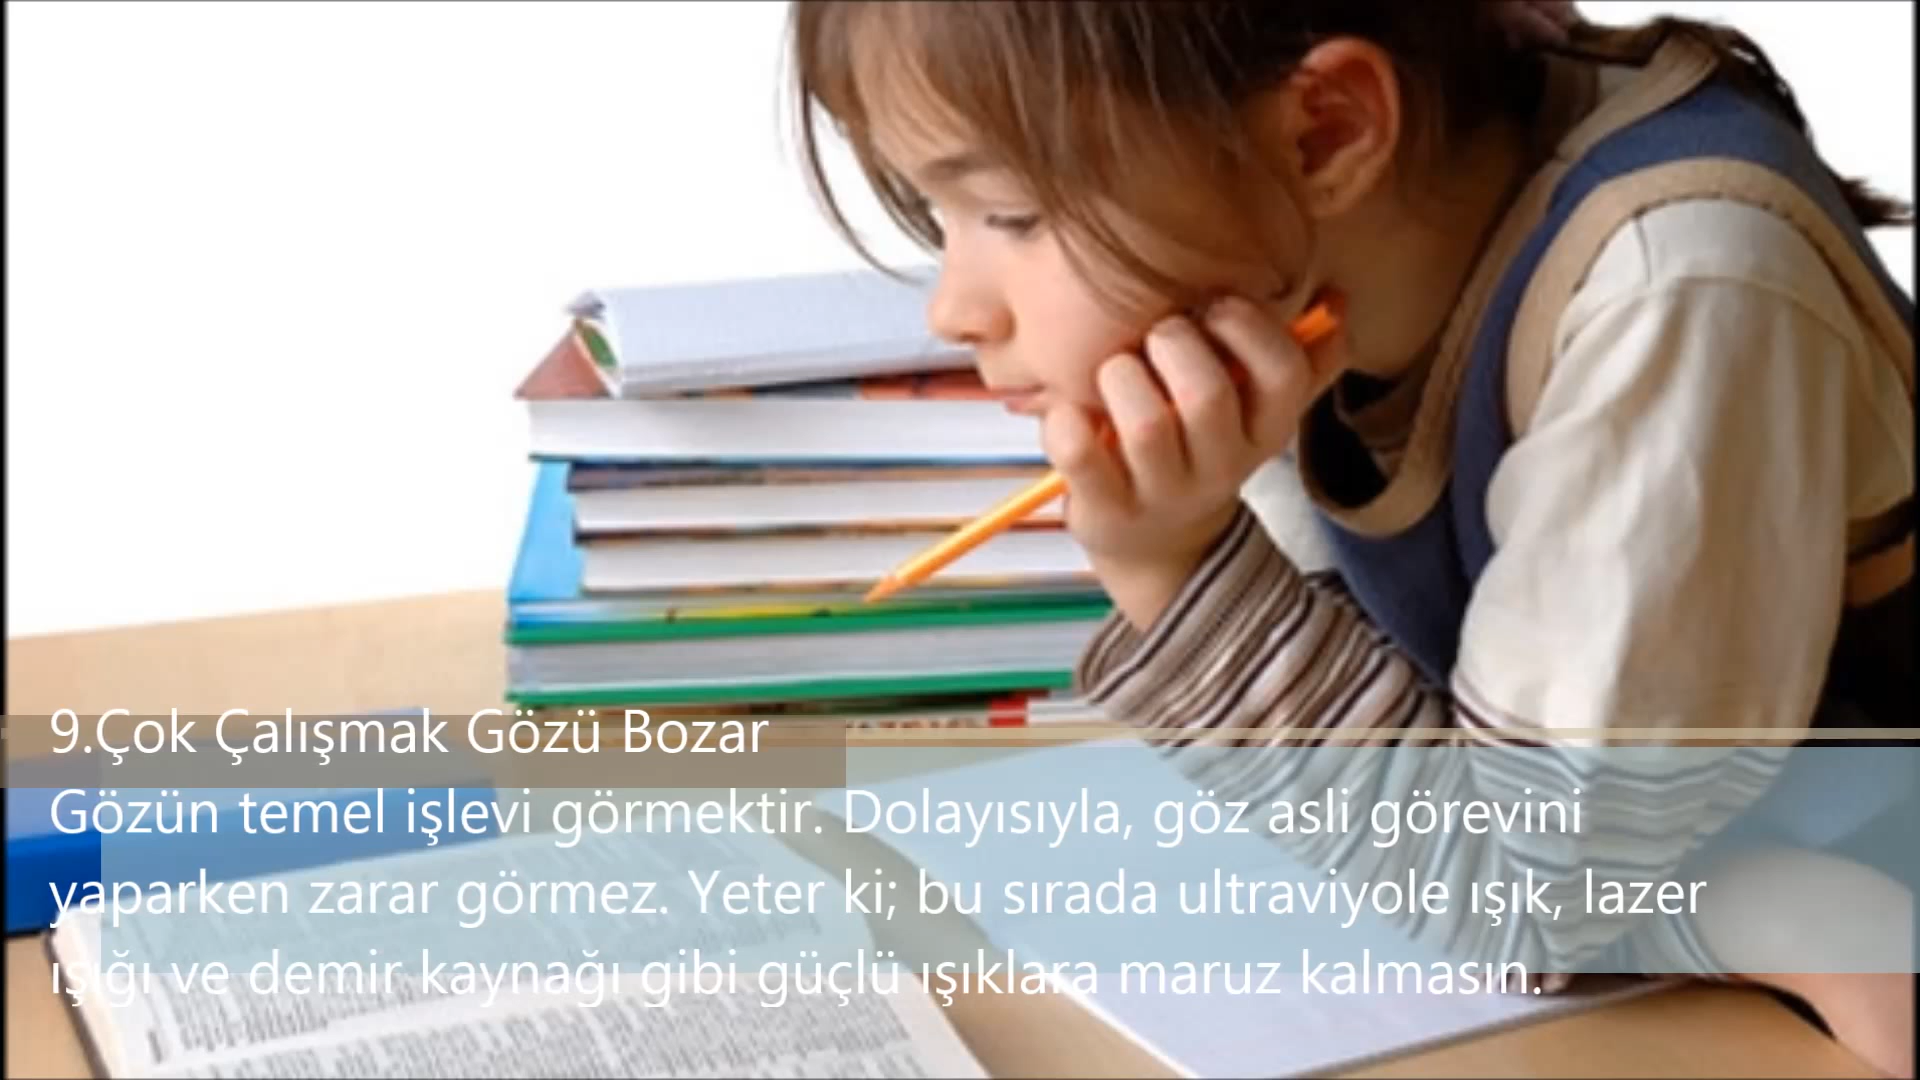 9.Çok Çalışmak Gözü Bozar
Gözün temel işlevi görmektir. Dolayısıyla, göz asli görevini
yaparken zarar görmez. Yeter ki; bu sırada ultraviyole ışık, lazer
ışığı ve demir kaynağı gibi güçlü ışıklara maruz kalmasın.